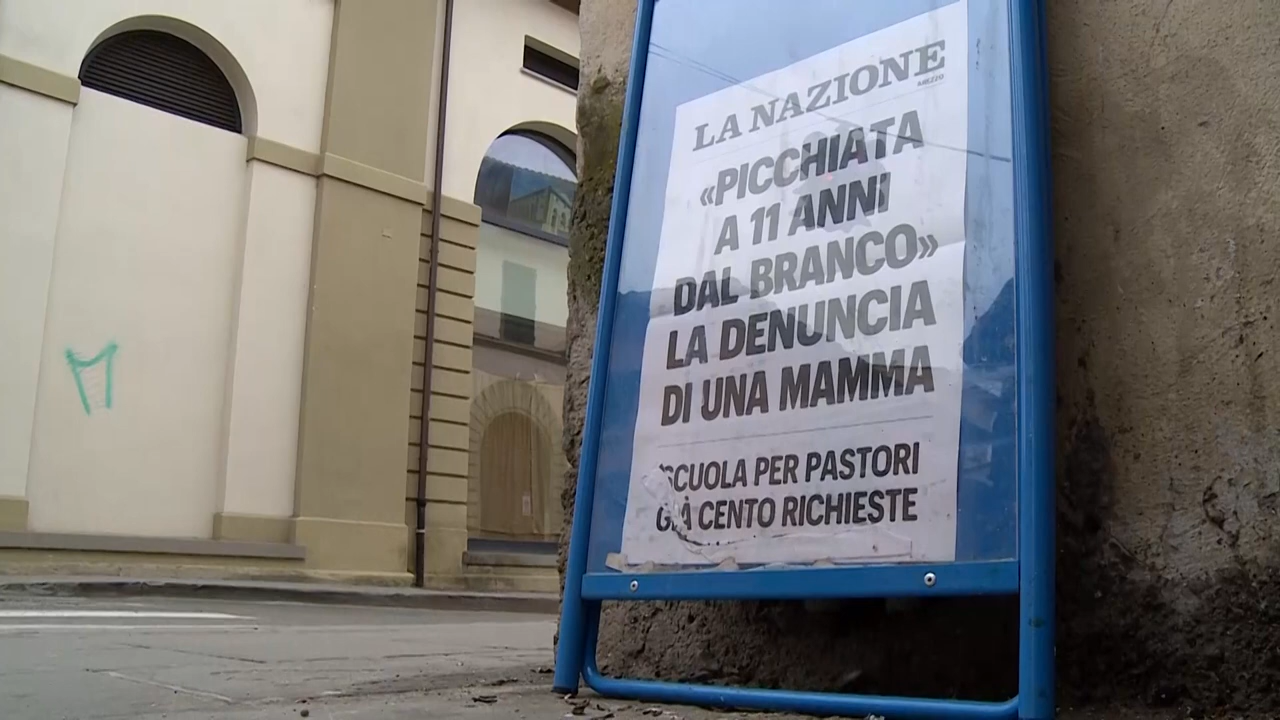 LA NAZIONE
AREZZO
«PICCHIATA
A 11 ANNI
DAL BRANCO»
LA DENUNCIA
DI UNA MAMMA
SCUOLA PER PASTORI
GIÀ CENTO RICHIESTE